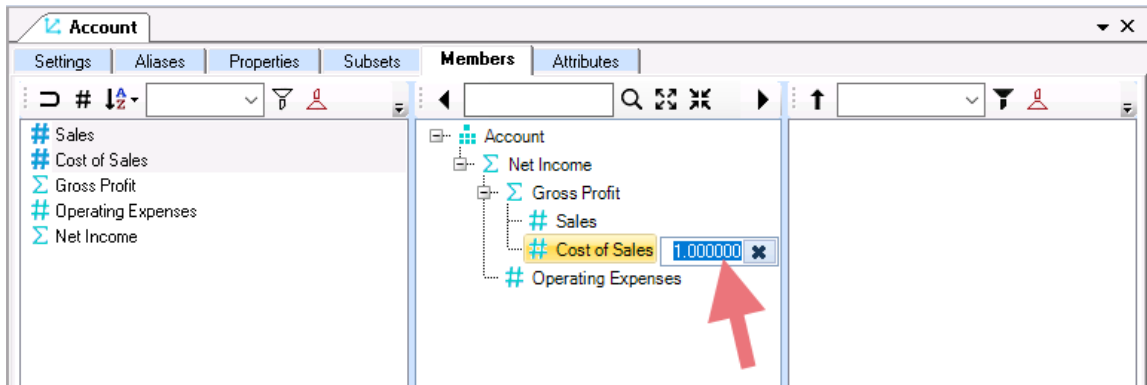 Account
Settings Aliases Properties Subsets Members Attributes
Sales
Cost of Sales
Gross Profit
Operating Expenses
Net Income
Account
Net Income
Gross Profit
Sales
Cost of Sales 1.000000
Operating Expenses